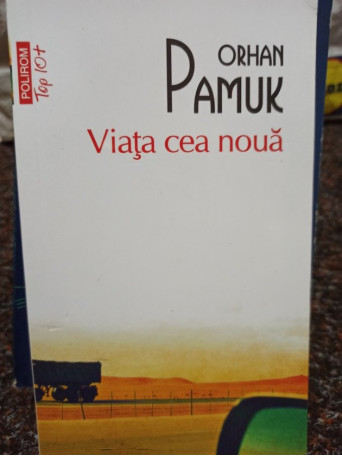 POLIROM
Top 10+
ORHAN
PAMUK
Viaţa cea nouă